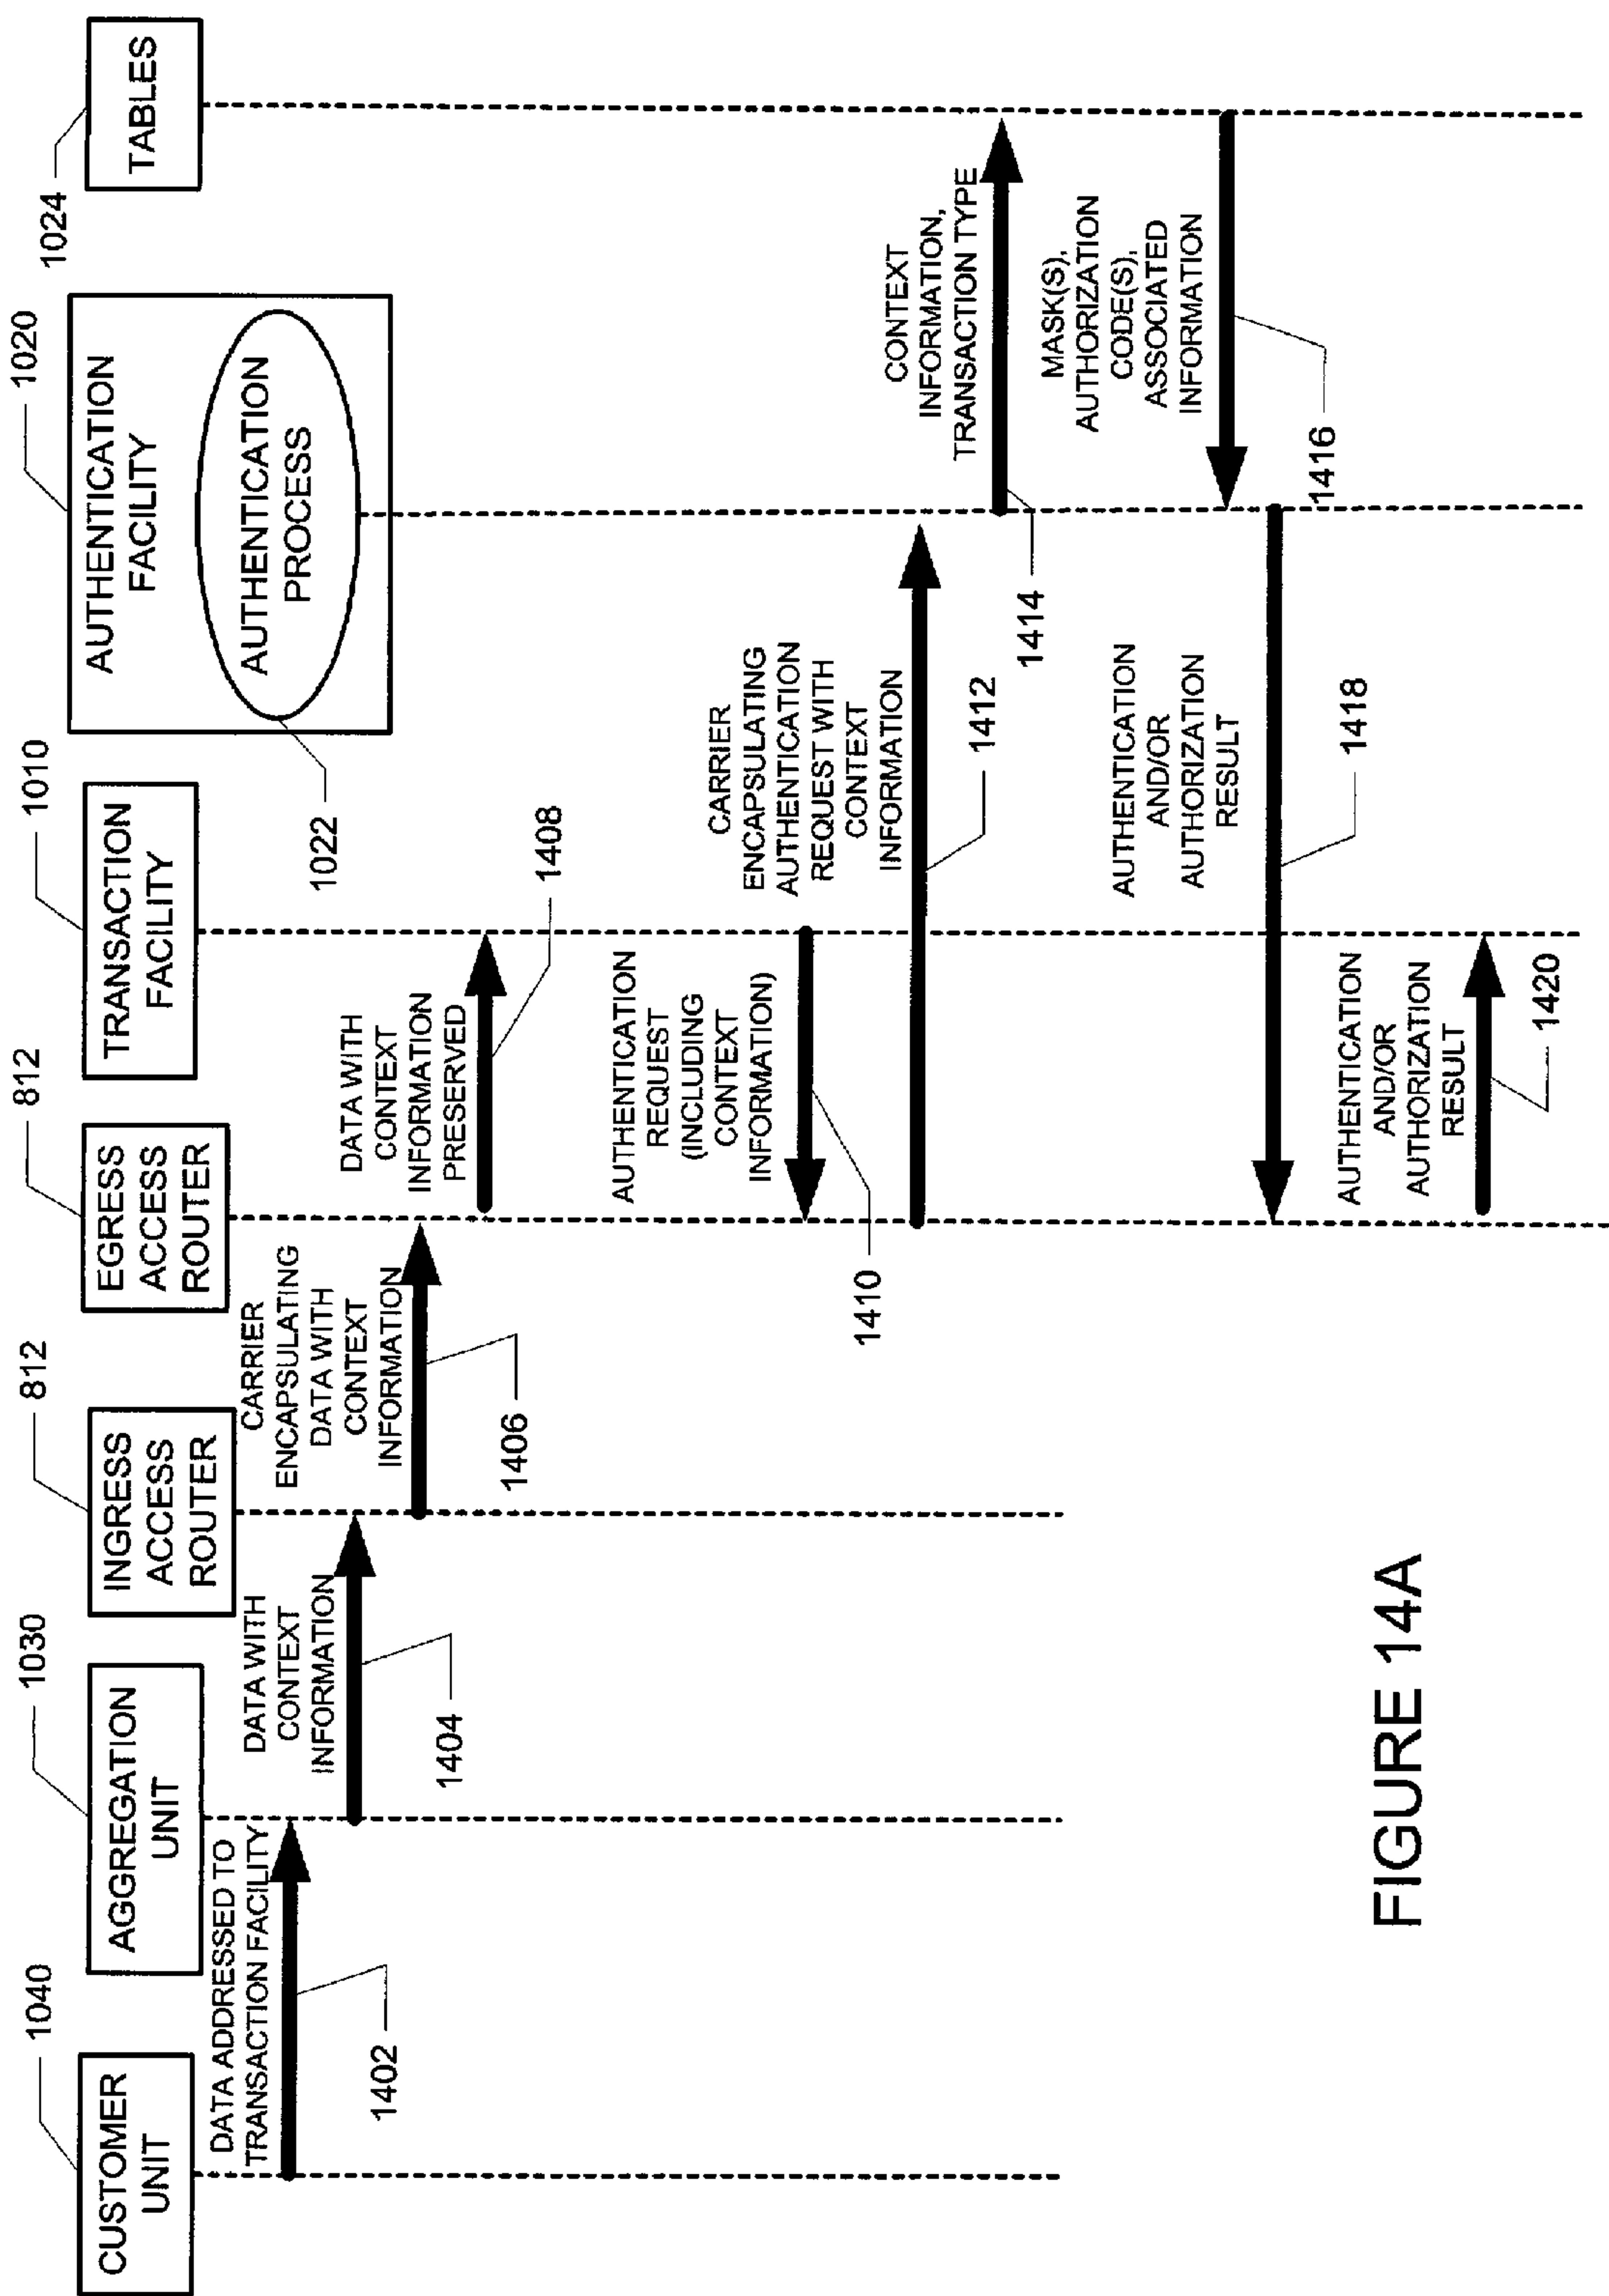 1040
CUSTOMER
UNIT
1030
AGGREGATION
UNIT
812
INGRESS
ACCESS
ROUTER
812
EGRESS
ACCESS
ROUTER
1010
TRANSACTION
FACILITY
1020
AUTHENTICATION
FACILITY
AUTHENTICATION
PROCESS
1022
1024
TABLES
DATA ADDRESSED TO
TRANSACTION FACILITY
1402
DATA WITH
CONTEXT
INFORMATION
1404
CARRIER
ENCAPSULATING
DATA WITH
CONTEXT
INFORMATION
1406
DATA WITH
CONTEXT
INFORMATION
PRESERVED
1408
AUTHENTICATION
REQUEST
(INCLUDING
CONTEXT
INFORMATION)
1410
CARRIER
ENCAPSULATING
AUTHENTICATION
REQUEST WITH
CONTEXT
INFORMATION
1412
CONTEXT
INFORMATION,
TRANSACTION TYPE
1414
MASK(S),
AUTHORIZATION
CODE(S),
ASSOCIATED
INFORMATION
1416
AUTHENTICATION
AND/OR
AUTHORIZATION
RESULT
1418
AUTHENTICATION
AND/OR
AUTHORIZATION
RESULT
1420
FIGURE 14A